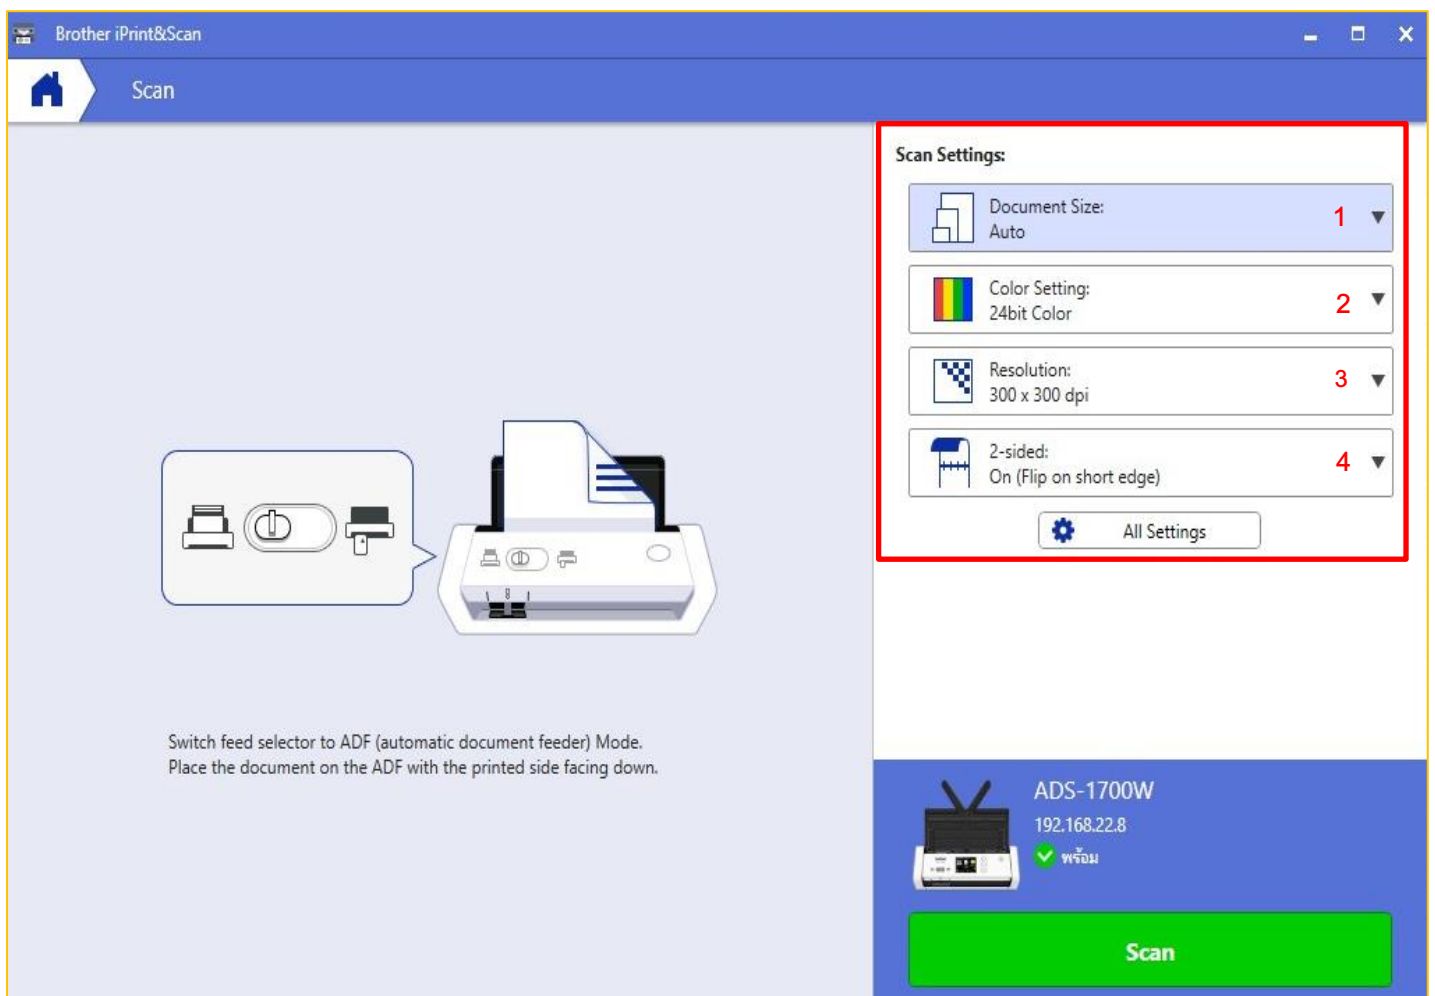 Brother iPrint&Scan
Scan
Scan Settings:
Document Size:
Auto
1
Color Setting:
24bit Color
2
Resolution:
300 x 300 dpi
3
2-sided:
On (Flip on short edge)
4
All Settings
Switch feed selector to ADF (automatic document feeder) Mode.
Place the document on the ADF with the printed side facing down.
ADS-1700W
192.168.22.8
พร้อม
Scan